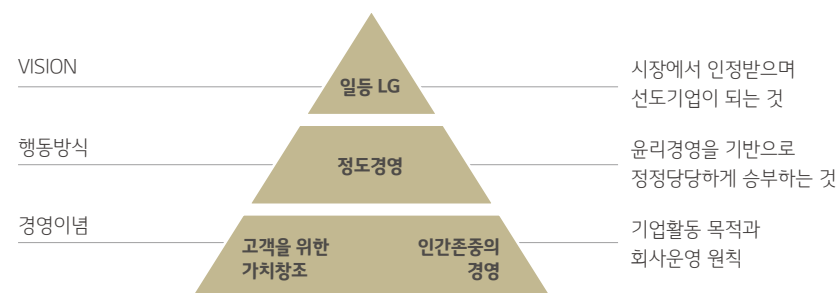 VISION
일등 LG
시장에서 인정받으며
선도기업이 되는 것
행동방식
정도경영
윤리경영을 기반으로
정정당당하게 승부하는 것
경영이념
고객을 위한
가치창조
인간존중의
경영
기업활동 목적과
회사운영 원칙